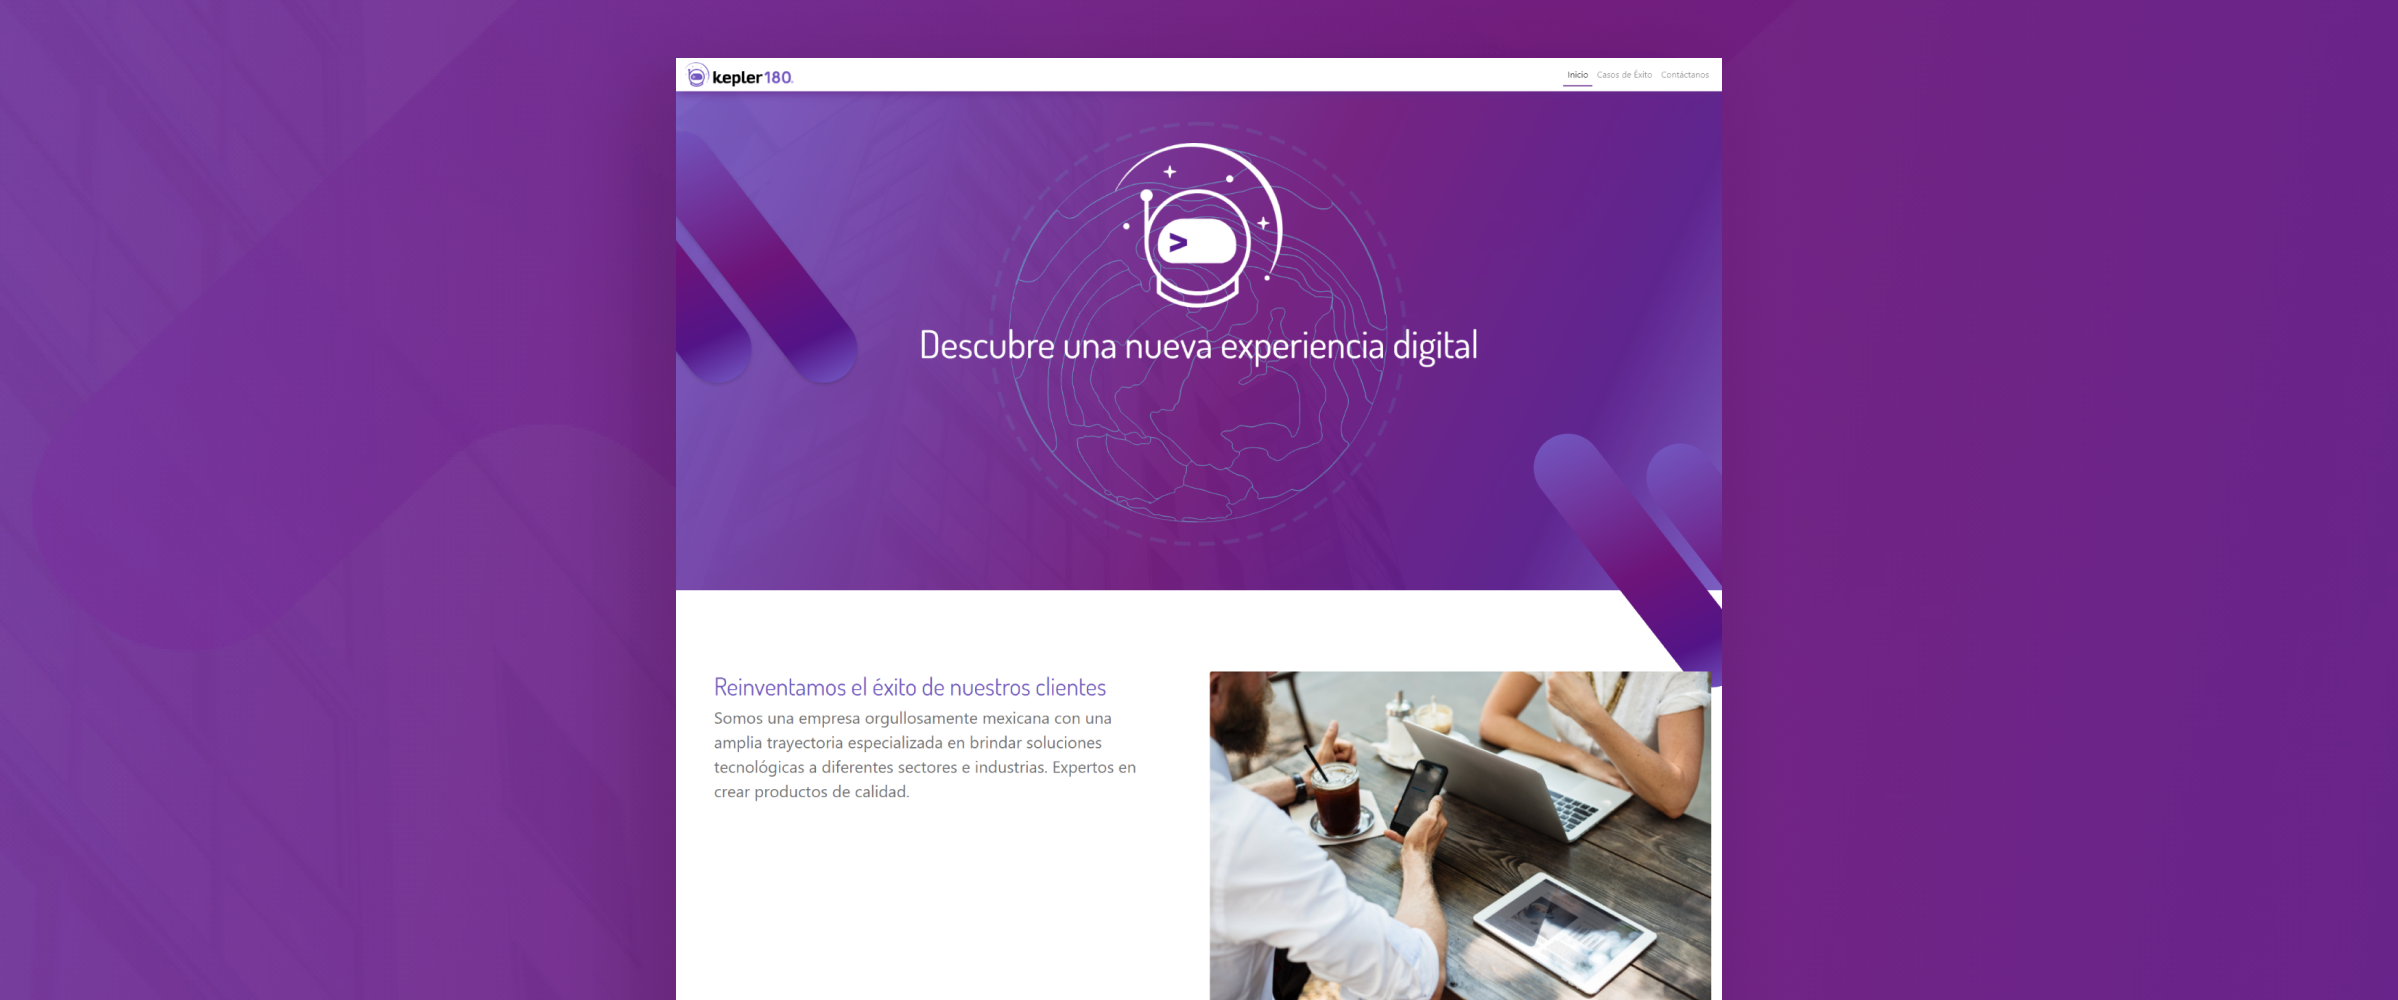 kepler180
Inicio Casos de Éxito Contáctanos
>
Descubre una nueva experiencia digital
Reinventamos el éxito de nuestros clientes
Somos una empresa orgullosamente mexicana con una
amplia trayectoria especializada en brindar soluciones
tecnológicas a diferentes sectores e industrias. Expertos en
crear productos de calidad.